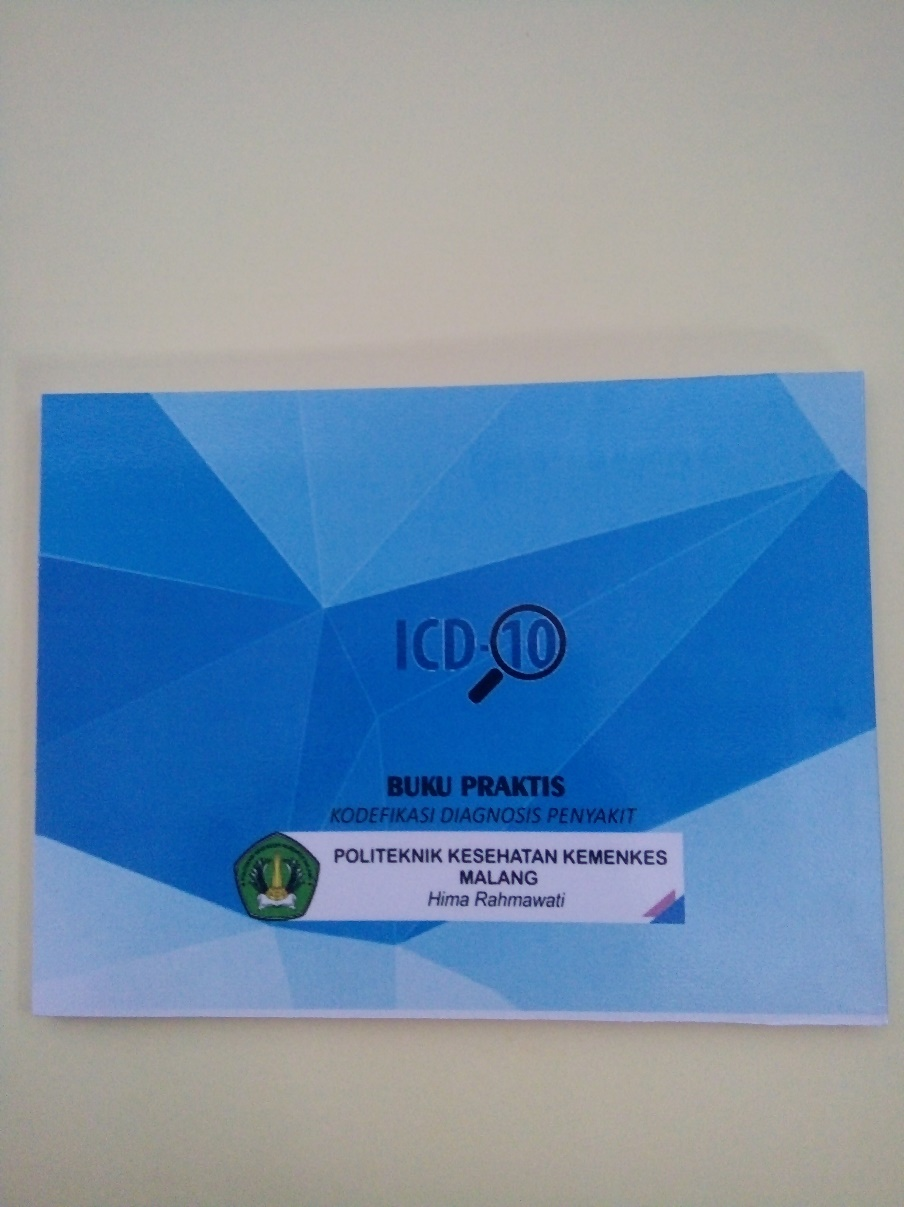 ICD-10
BUKU PRAKTIS
KODEFIKASI DIAGNOSIS PENYAKIT
POLITEKNIK KESEHATAN KEMENKES
MALANG
Hima Rahmawati